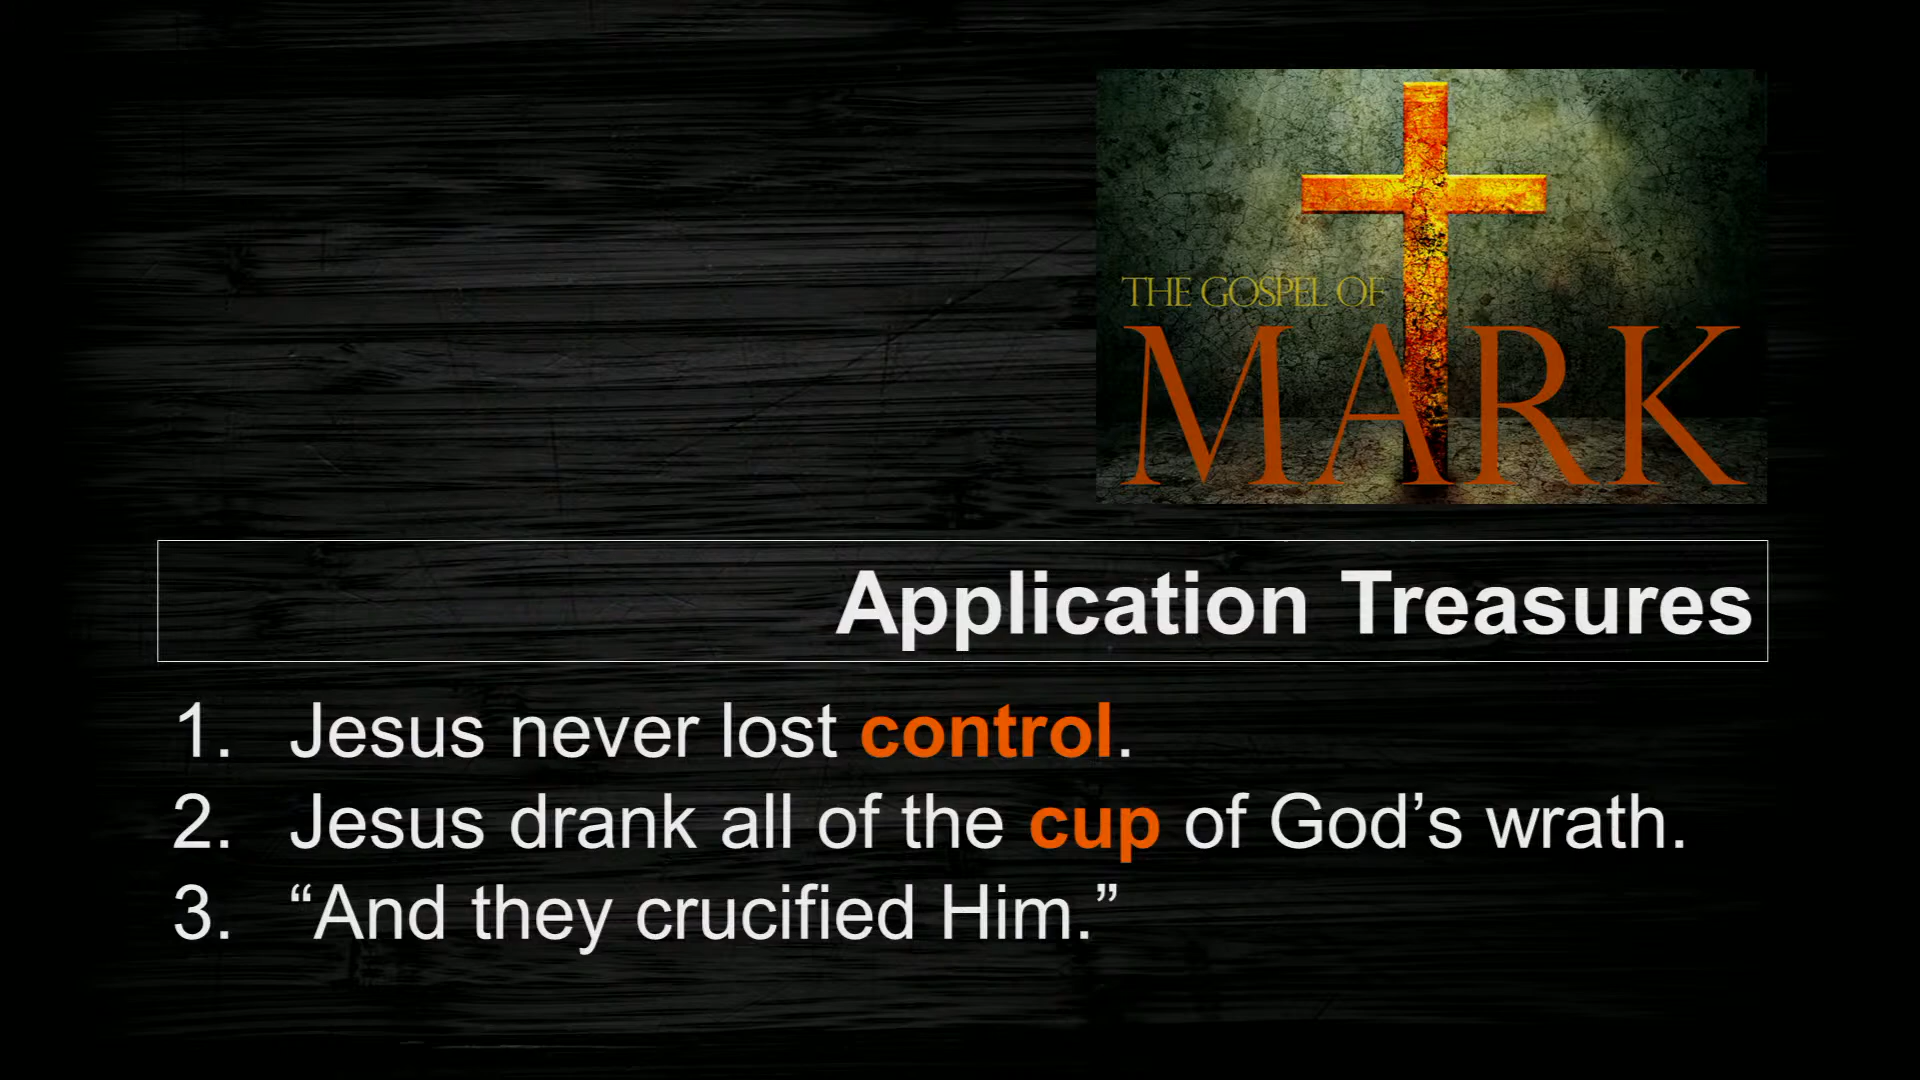 THE GOSPEL OF
MARK
Application Treasures
1. Jesus never lost control.
2. Jesus drank all of the cup of God’s wrath.
3. “And they crucified Him.”